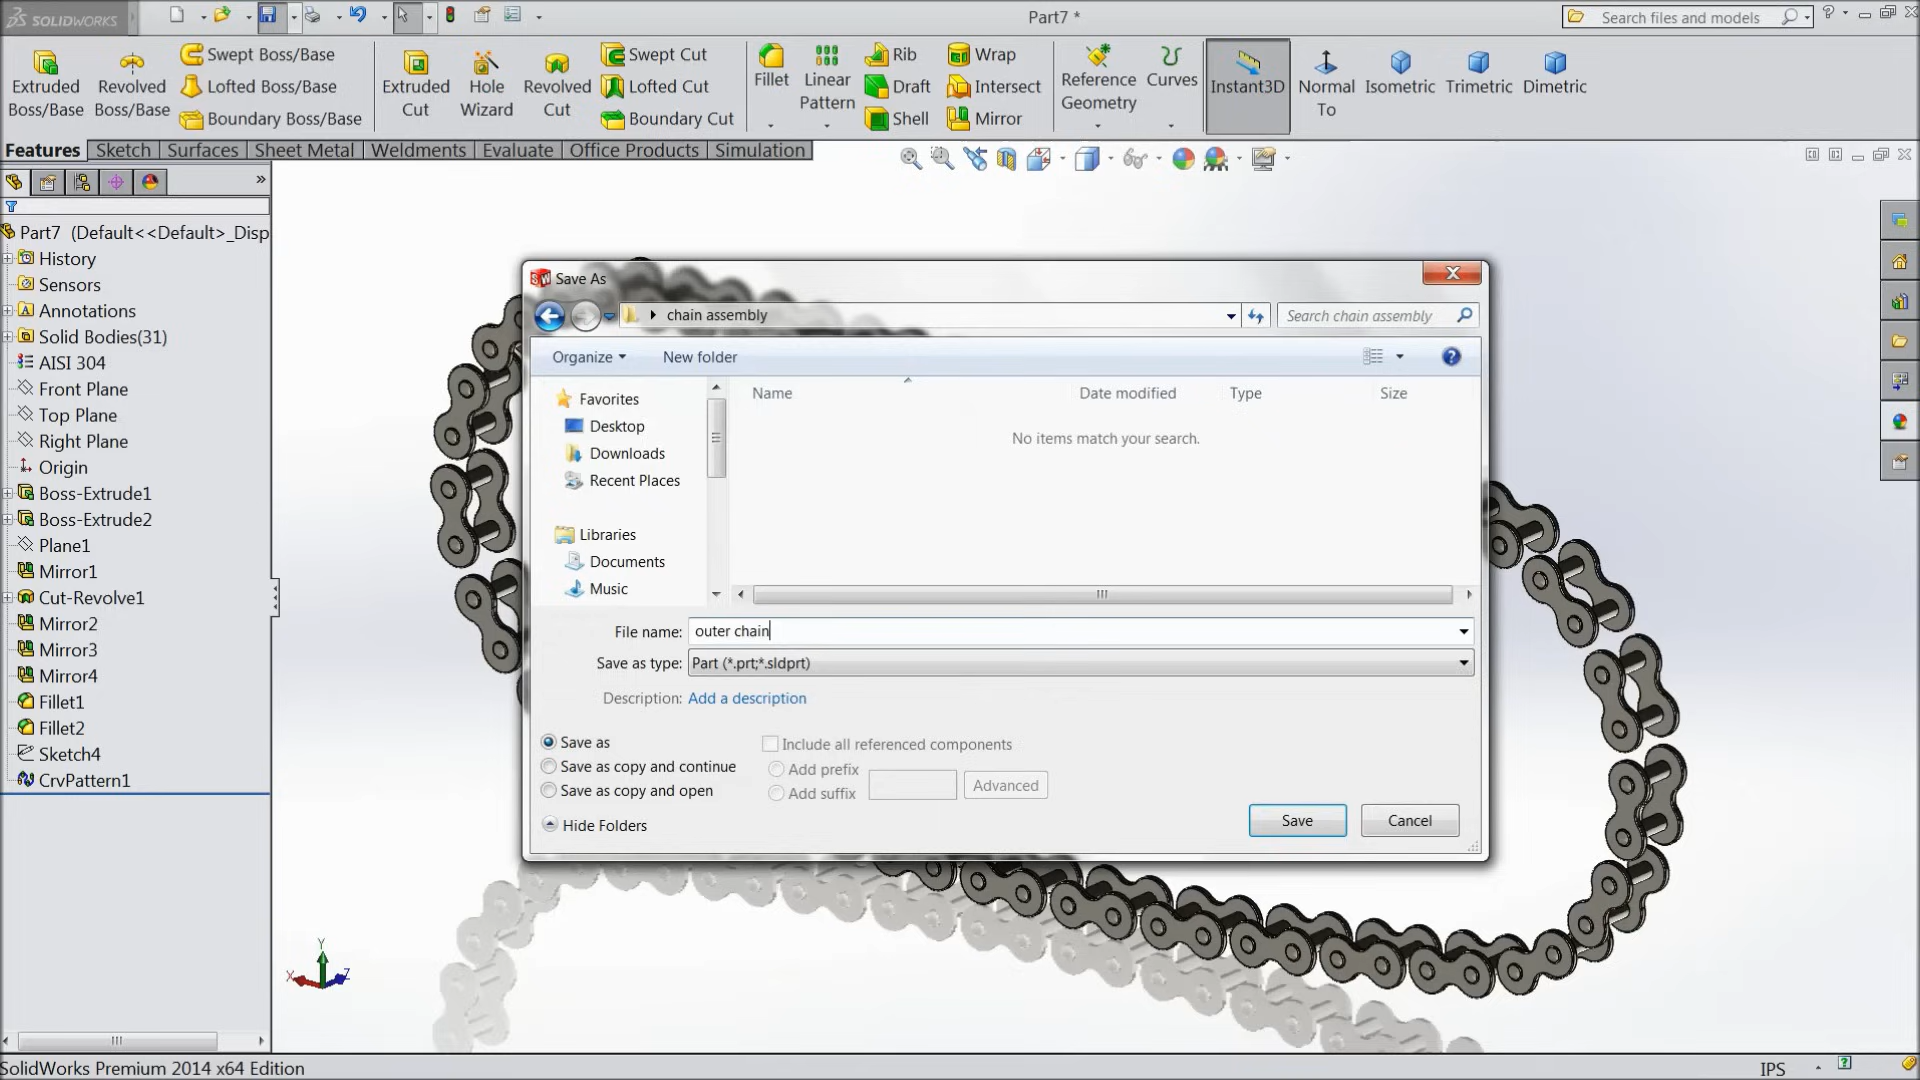 SOLIDWORKS
Part7 *
Search files and models
Extruded Boss/Base
Revolved Boss/Base
Swept Boss/Base
Lofted Boss/Base
Boundary Boss/Base
Extruded Cut
Hole Wizard
Revolved Cut
Swept Cut
Lofted Cut
Boundary Cut
Fillet
Linear Pattern
Rib
Draft
Shell
Wrap
Intersect
Mirror
Reference Geometry
Curves
Instant3D
Normal To
Isometric
Trimetric
Dimetric
Features Sketch Surfaces Sheet Metal Weldments Evaluate Office Products Simulation
Part7 (Default<<Default>_Disp
History
Sensors
Annotations
Solid Bodies(31)
AISI 304
Front Plane
Top Plane
Right Plane
Origin
Boss-Extrude1
Boss-Extrude2
Plane1
Mirror1
Cut-Revolve1
Mirror2
Mirror3
Mirror4
Fillet1
Fillet2
Sketch4
CrvPattern1
Save As
chain assembly
Search chain assembly
Organize
New folder
Favorites
Desktop
Downloads
Recent Places
Libraries
Documents
Music
Name Date modified Type Size
No items match your search.
File name: outer chain
Save as type: Part (*.prt;*.sldprt)
Description: Add a description
Save as
Save as copy and continue
Save as copy and open
Include all referenced components
Add prefix
Add suffix
Advanced
Hide Folders
Save
Cancel
Y
X
Z
SolidWorks Premium 2014 x64 Edition
IPS